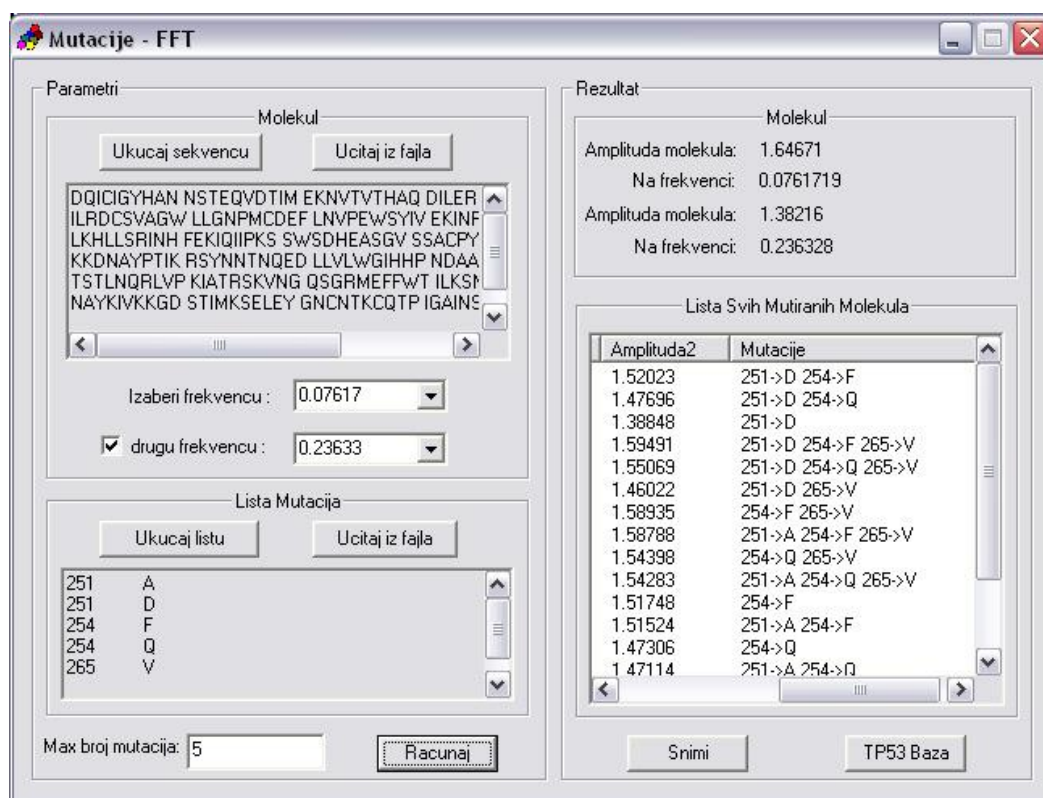 Mutacije - FFT
Parametri
Molekul
Ukucaj sekvencu
Ucitaj iz fajla
DQICIGYHAN NSTEQVDTIM EKNVTVTHAQ DILER
ILRDCSVAGW LLGNPMCDEF LNVPEWSYIV EKINF
LKHLLSRINH FEKIQIIPKS SWSDHEASGV SSACPY
KKDNAYPTIK RSYNNTNQED LLVLWGIHHP NDAA
TSTLNQRLVP KIATRSKVNG QSGRMEFFWT ILKSN
NAYKIVKKGD STIMKSELEY GNCNTKCQTP IGAINS
Izaberi frekvencu :
0.07617
drugu frekvencu :
0.23633
Lista Mutacija
Ukucaj listu
Ucitaj iz fajla
251 A
251 D
254 F
254 Q
265 V
Max broj mutacija: 5
Racunaj
Rezultat
Molekul
Amplituda molekula: 1.64671
Na frekvenci: 0.0761719
Amplituda molekula: 1.38216
Na frekvenci: 0.236328
Lista Svih Mutiranih Molekula
Amplituda2 Mutacije
1.52023 251->D 254->F
1.47696 251->D 254->Q
1.38848 251->D
1.59491 251->D 254->F 265->V
1.55069 251->D 254->Q 265->V
1.46022 251->D 265->V
1.58935 254->F 265->V
1.58788 251->A 254->F 265->V
1.54398 254->Q 265->V
1.54283 251->A 254->Q 265->V
1.51748 254->F
1.51524 251->A 254->F
1.47306 254->Q
1.47114 251->A 254->Q
Snimi
TP53 Baza